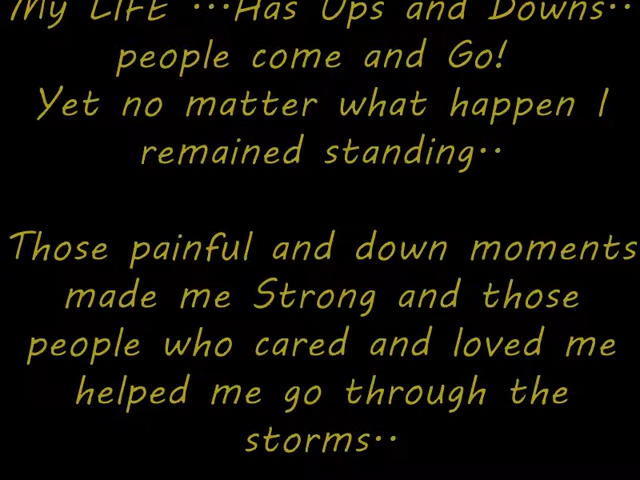 My LIFE ...Has Ups and Downs..
people come and Go!
Yet no matter what happen I
remained standing..
Those painful and down moments
made me Strong and those
people who cared and loved me
helped me go through the
storms..